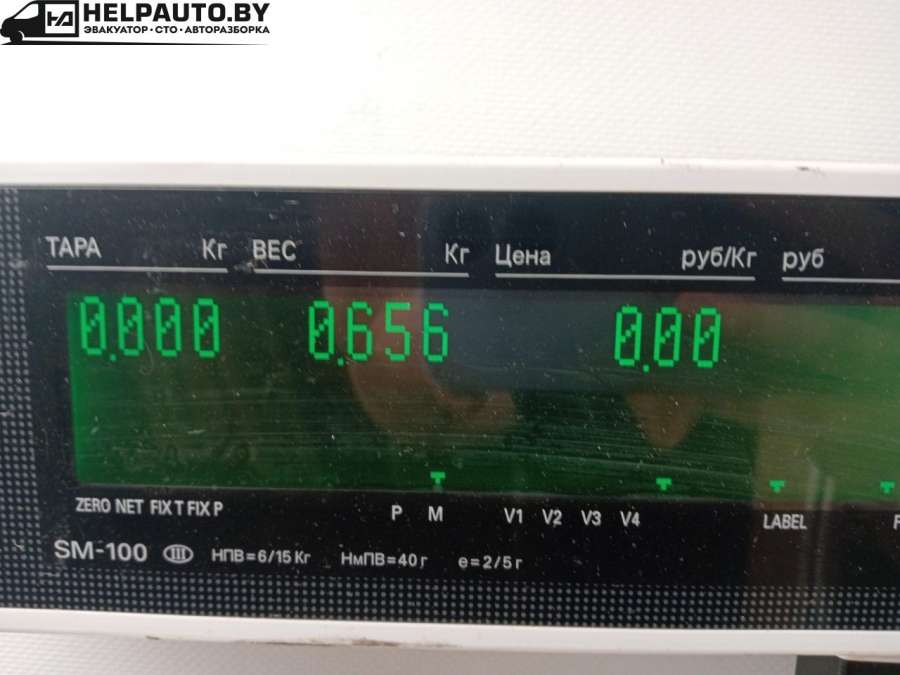 HELPAUTO.BY
ЭВАКУАТОР·СТО·АВТОРАЗБОРКА
ТАРА Кг ВЕС Кг Цена руб/Кг руб
0.000 0.656 0.00
ZERO NET FIX T FIX P P M V1 V2 V3 V4 LABEL
SM-100 III НПВ=6/15 Кг НмПВ=40 г e=2/5 г